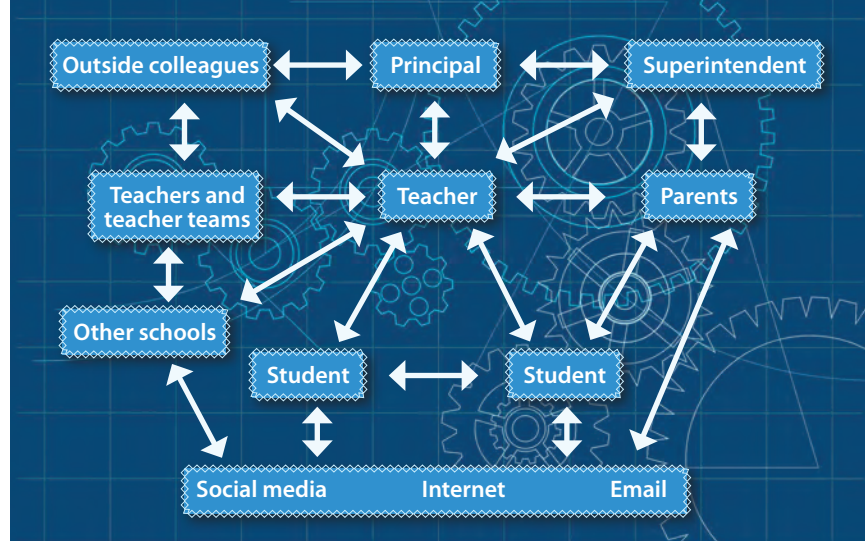 Outside colleagues
Principal
Superintendent
Teachers and
teacher teams
Teacher
Parents
Other schools
Student
Student
Social media
Internet
Email